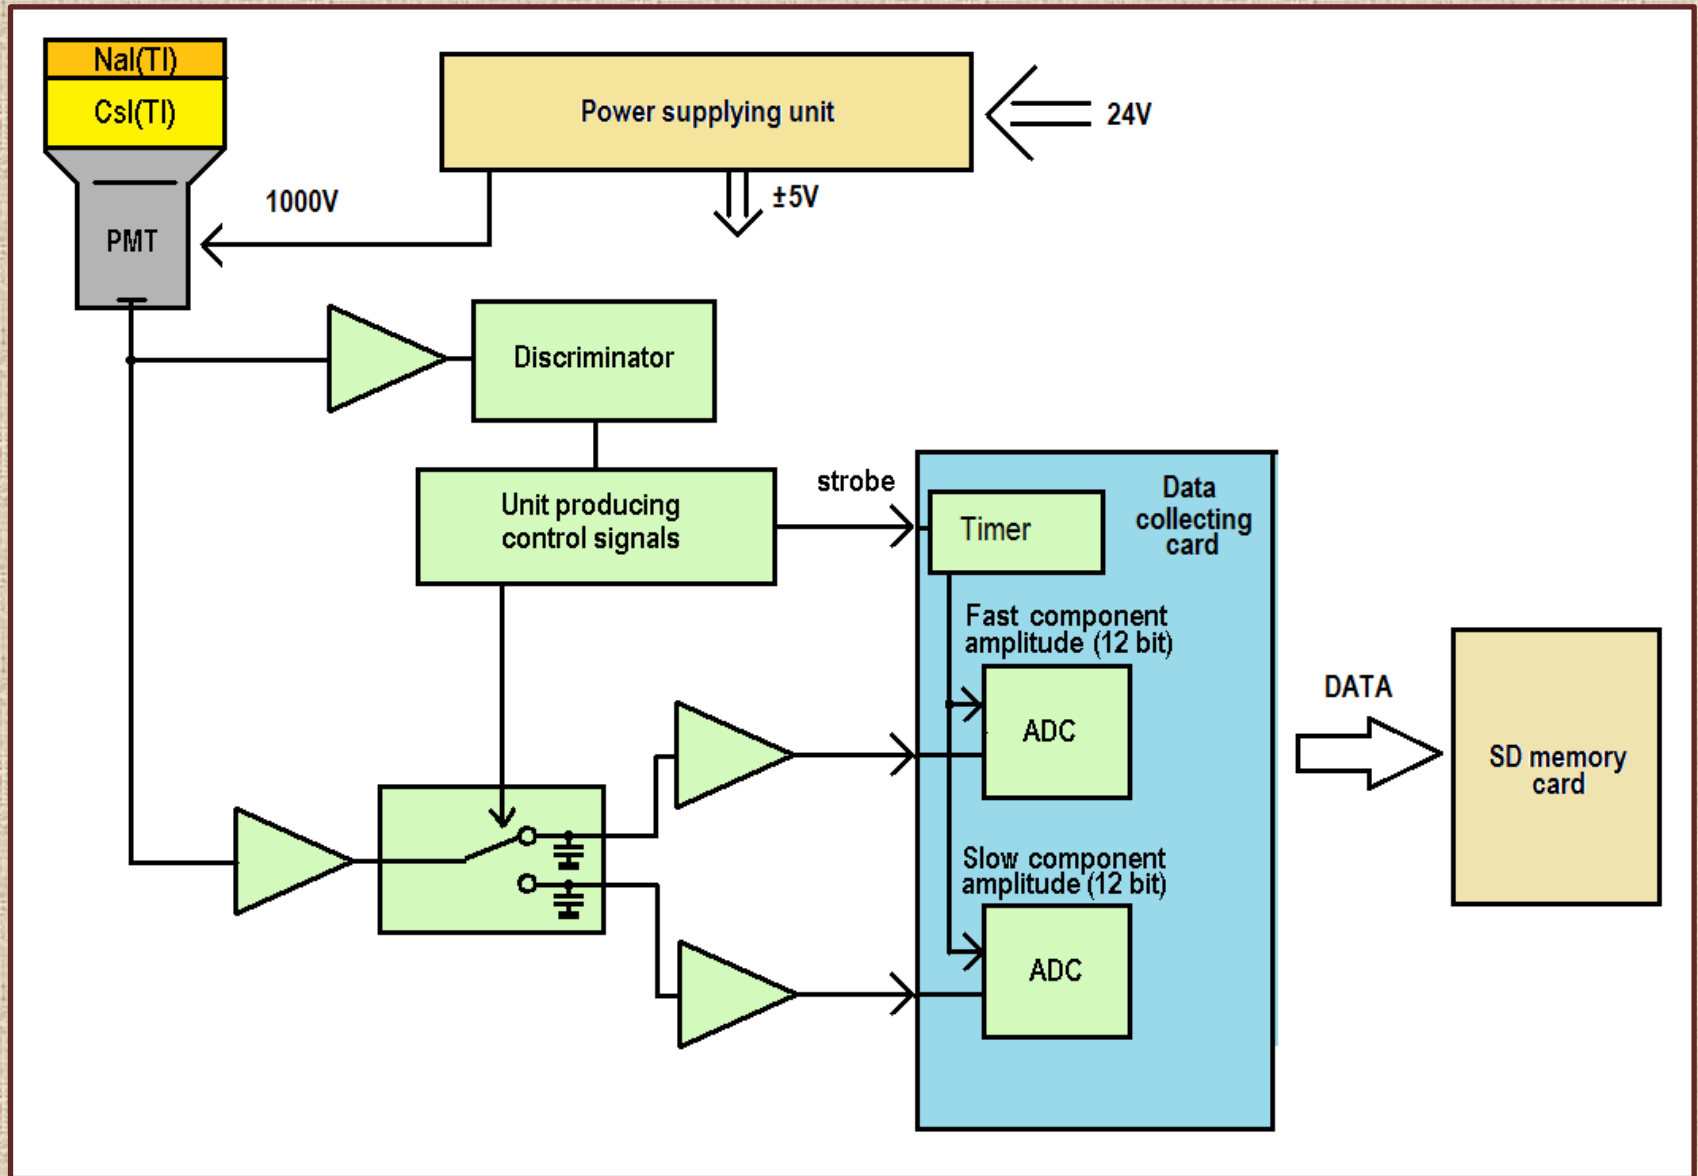 NaI(Tl)
CsI(Tl)
PMT
1000V
Power supplying unit
24V
±5V
Discriminator
Unit producing
control signals
strobe
Timer
Data
collecting
card
Fast component
amplitude (12 bit)
ADC
Slow component
amplitude (12 bit)
ADC
DATA
SD memory
card